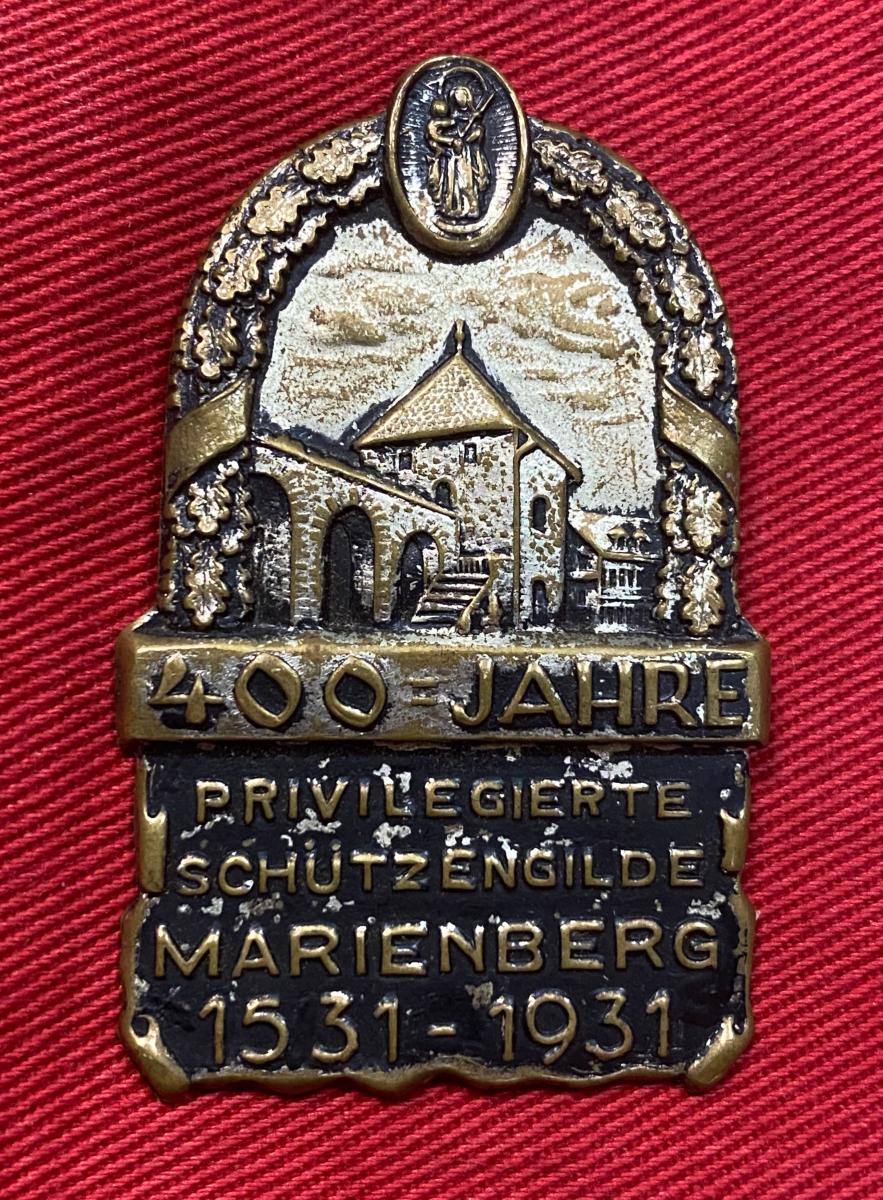 400=JAHRE
PRIVILEGIERTE
SCHÜTZENGILDE
MARIENBERG
1531-1931